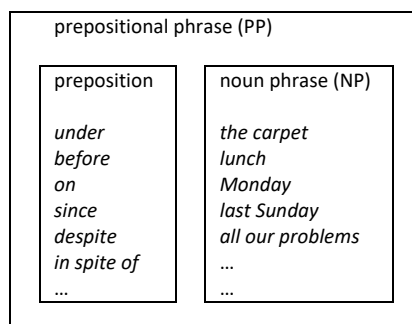 prepositional phrase (PP)
preposition
under
before
on
since
despite
in spite of
…
noun phrase (NP)
the carpet
lunch
Monday
last Sunday
all our problems
…
…